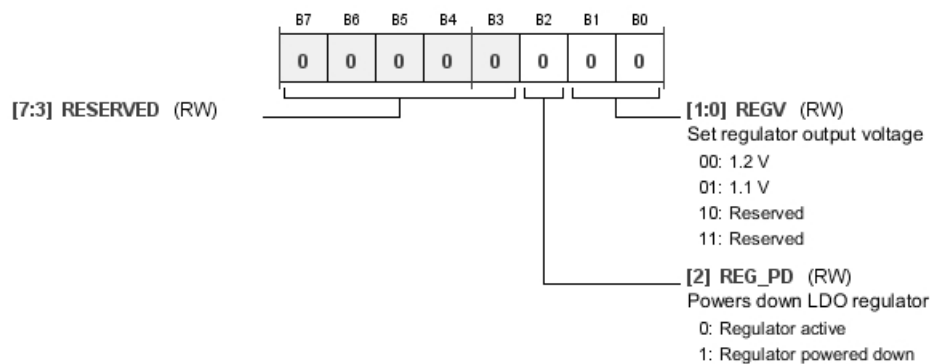 B7 B6 B5 B4 B3 B2 B1 B0
0 0 0 0 0 0 0 0
[7:3] RESERVED (RW)
[1:0] REGV (RW)
Set regulator output voltage
00: 1.2 V
01: 1.1 V
10: Reserved
11: Reserved
[2] REG_PD (RW)
Powers down LDO regulator
0: Regulator active
1: Regulator powered down